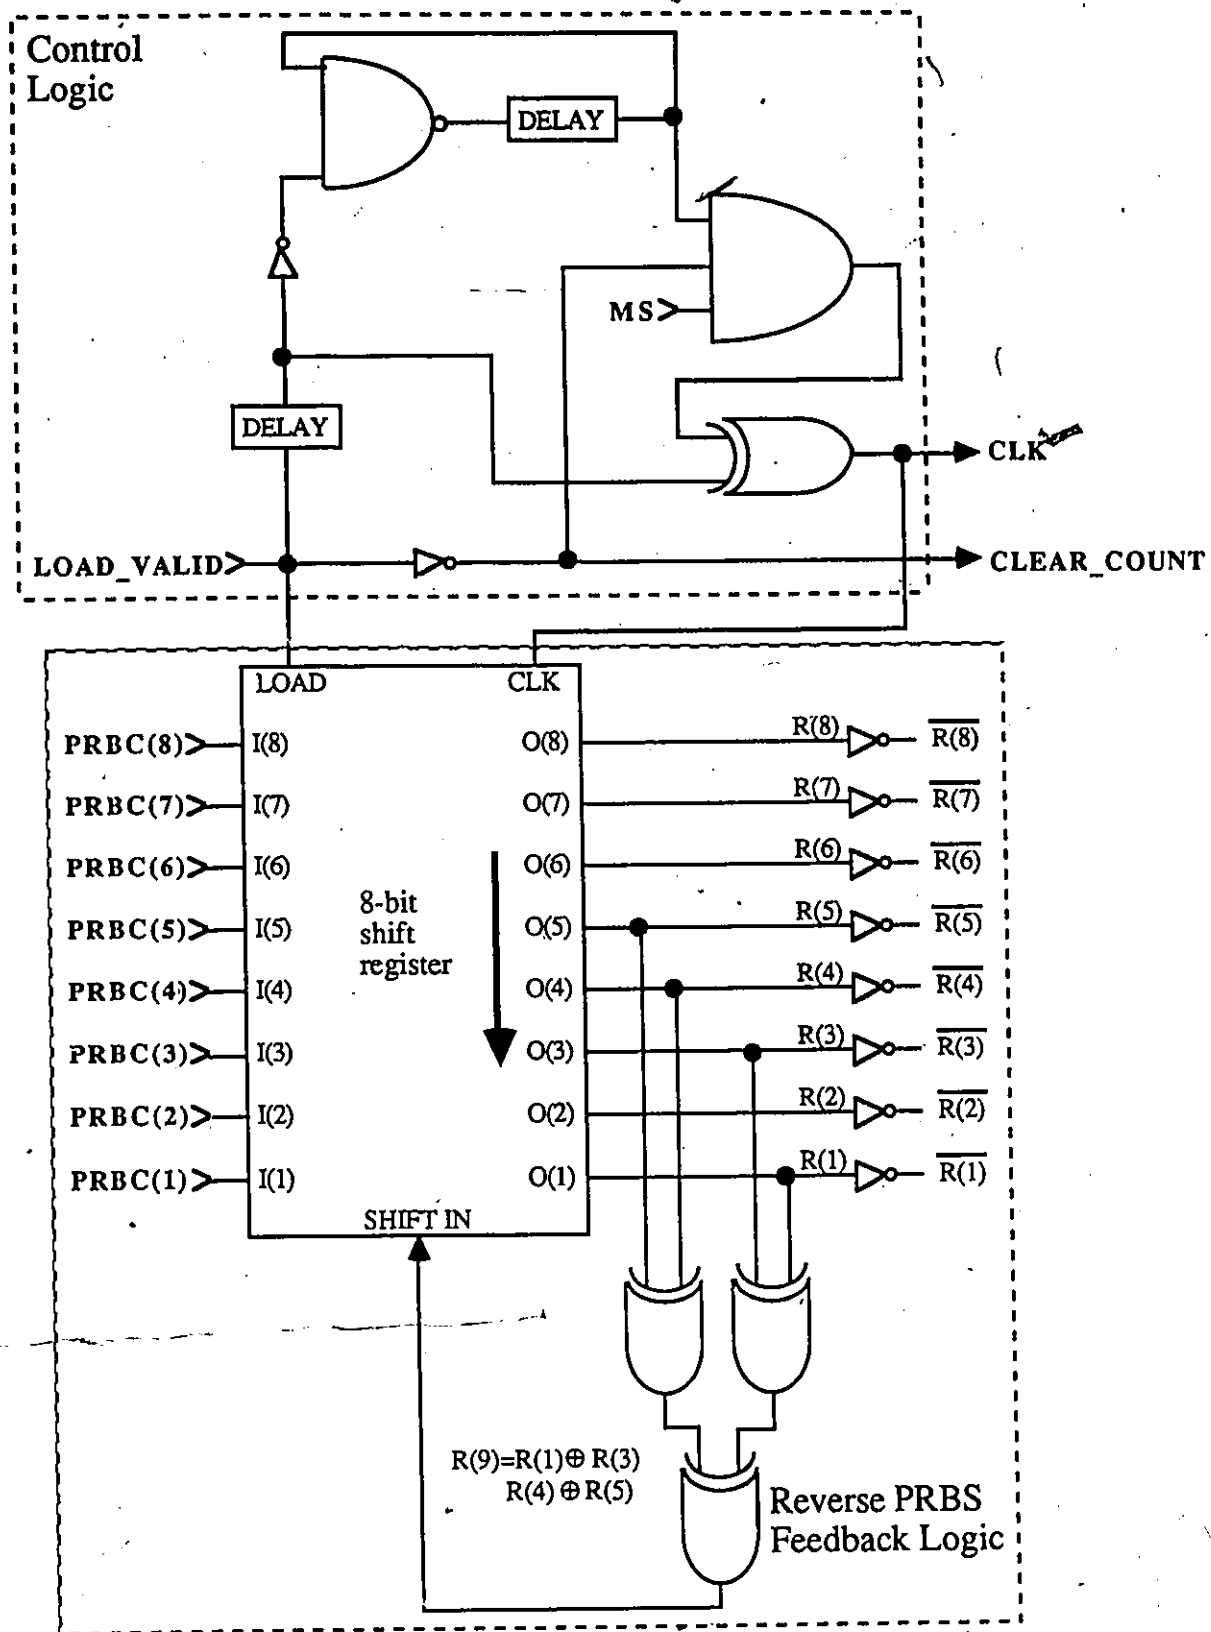 Control
Logic
DELAY
MS
DELAY
CLK
LOAD_VALID
CLEAR_COUNT
LOAD CLK
PRBC(8) I(8) O(8) R(8) R(8)
PRBC(7) I(7) O(7) R(7) R(7)
PRBC(6) I(6) O(6) R(6) R(6)
8-bit
shift
register
PRBC(5) I(5) O(5) R(5) R(5)
PRBC(4) I(4) O(4) R(4) R(4)
PRBC(3) I(3) O(3) R(3) R(3)
PRBC(2) I(2) O(2) R(2) R(2)
PRBC(1) I(1) O(1) R(1) R(1)
SHIFT IN
R(9)=R(1)⊕ R(3)
R(4) ⊕ R(5)
Reverse PRBS
Feedback Logic